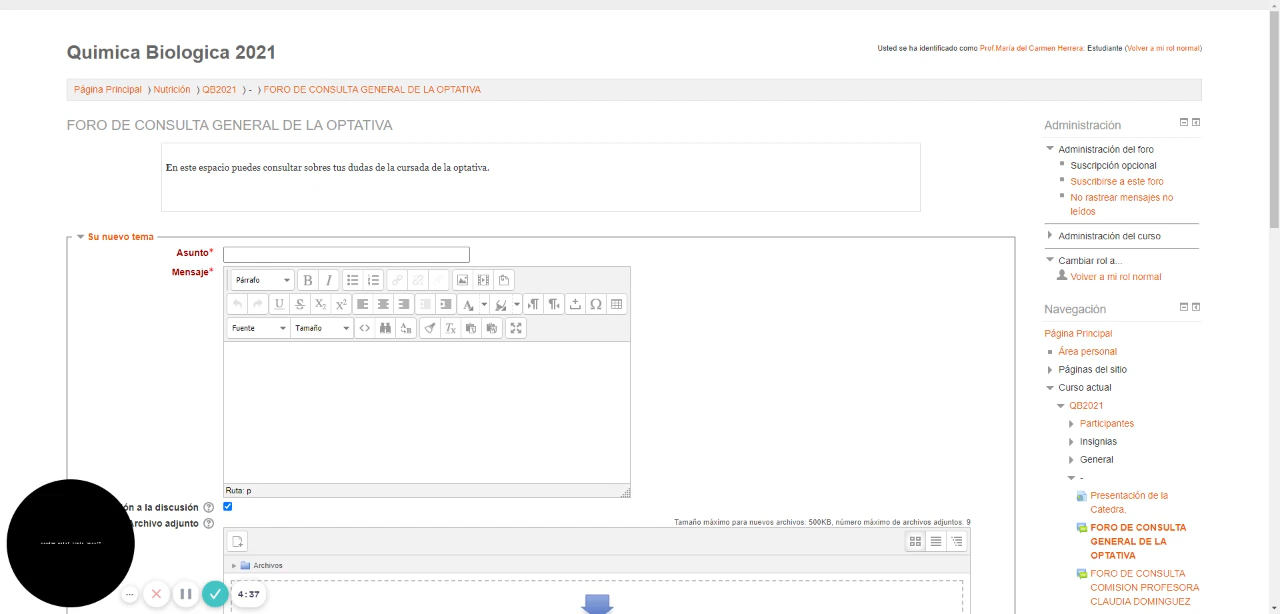 Quimica Biologica 2021
Usted se ha identificado como Prof.María del Carmen Herrera: Estudiante (Volver a mi rol normal)
Página Principal ) Nutrición ) QB2021 ) - ) FORO DE CONSULTA GENERAL DE LA OPTATIVA
FORO DE CONSULTA GENERAL DE LA OPTATIVA
En este espacio puedes consultar sobres tus dudas de la cursada de la optativa.
Su nuevo tema
Asunto*
Mensaje*
Párrafo
Fuente
Tamaño
Ruta: p
ón a la discusión
Archivo adjunto
Tamaño máximo para nuevos archivos: 500KB, número máximo de archivos adjuntos: 9
Archivos
4:37
Administración
Administración del foro
Suscripción opcional
Suscribirse a este foro
No rastrear mensajes no
leídos
Administración del curso
Cambiar rol a...
Volver a mi rol normal
Navegación
Página Principal
Área personal
Páginas del sitio
Curso actual
QB2021
Participantes
Insignias
General
-
Presentación de la
Catedra,
FORO DE CONSULTA
GENERAL DE LA
OPTATIVA
FORO DE CONSULTA
COMISION PROFESORA
CLAUDIA DOMINGUEZ